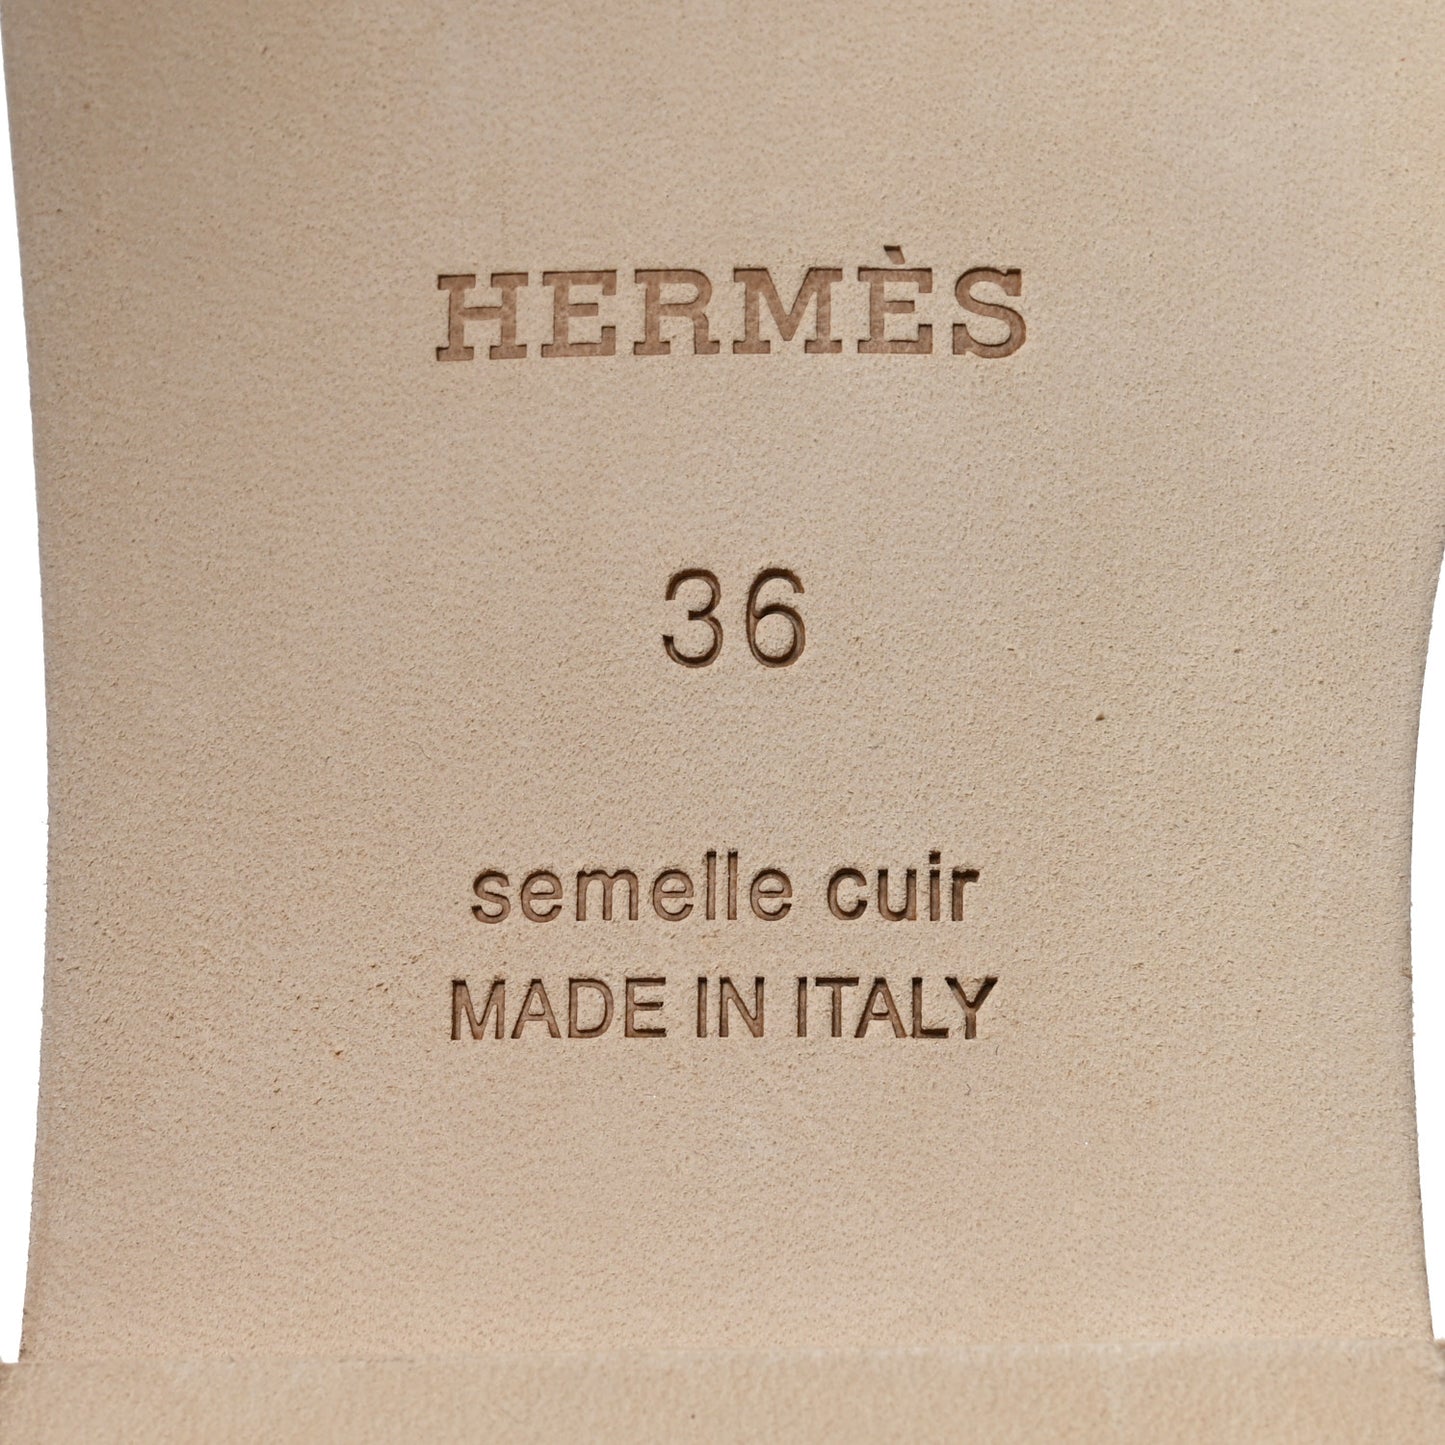 HERMÈS
36
semelle cuir
MADE IN ITALY